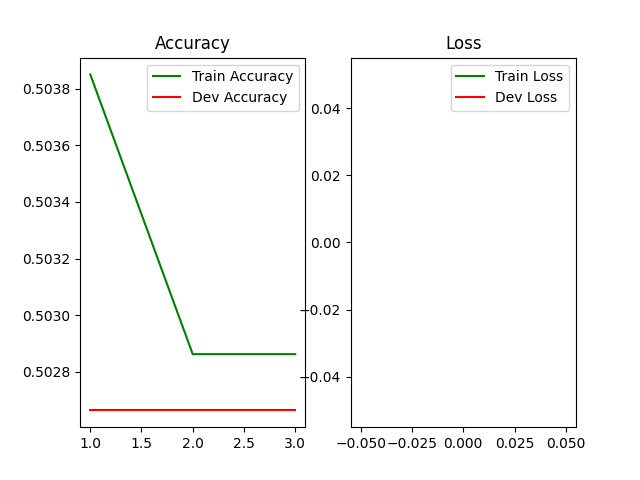 Accuracy
Train Accuracy
Dev Accuracy
0.5038
0.5036
0.5034
0.5032
0.5030
0.5028
1.0 1.5 2.0 2.5 3.0
Loss
Train Loss
Dev Loss
0.04
0.02
0.00
−0.02
−0.04
−0.050 −0.025 0.000 0.025 0.050